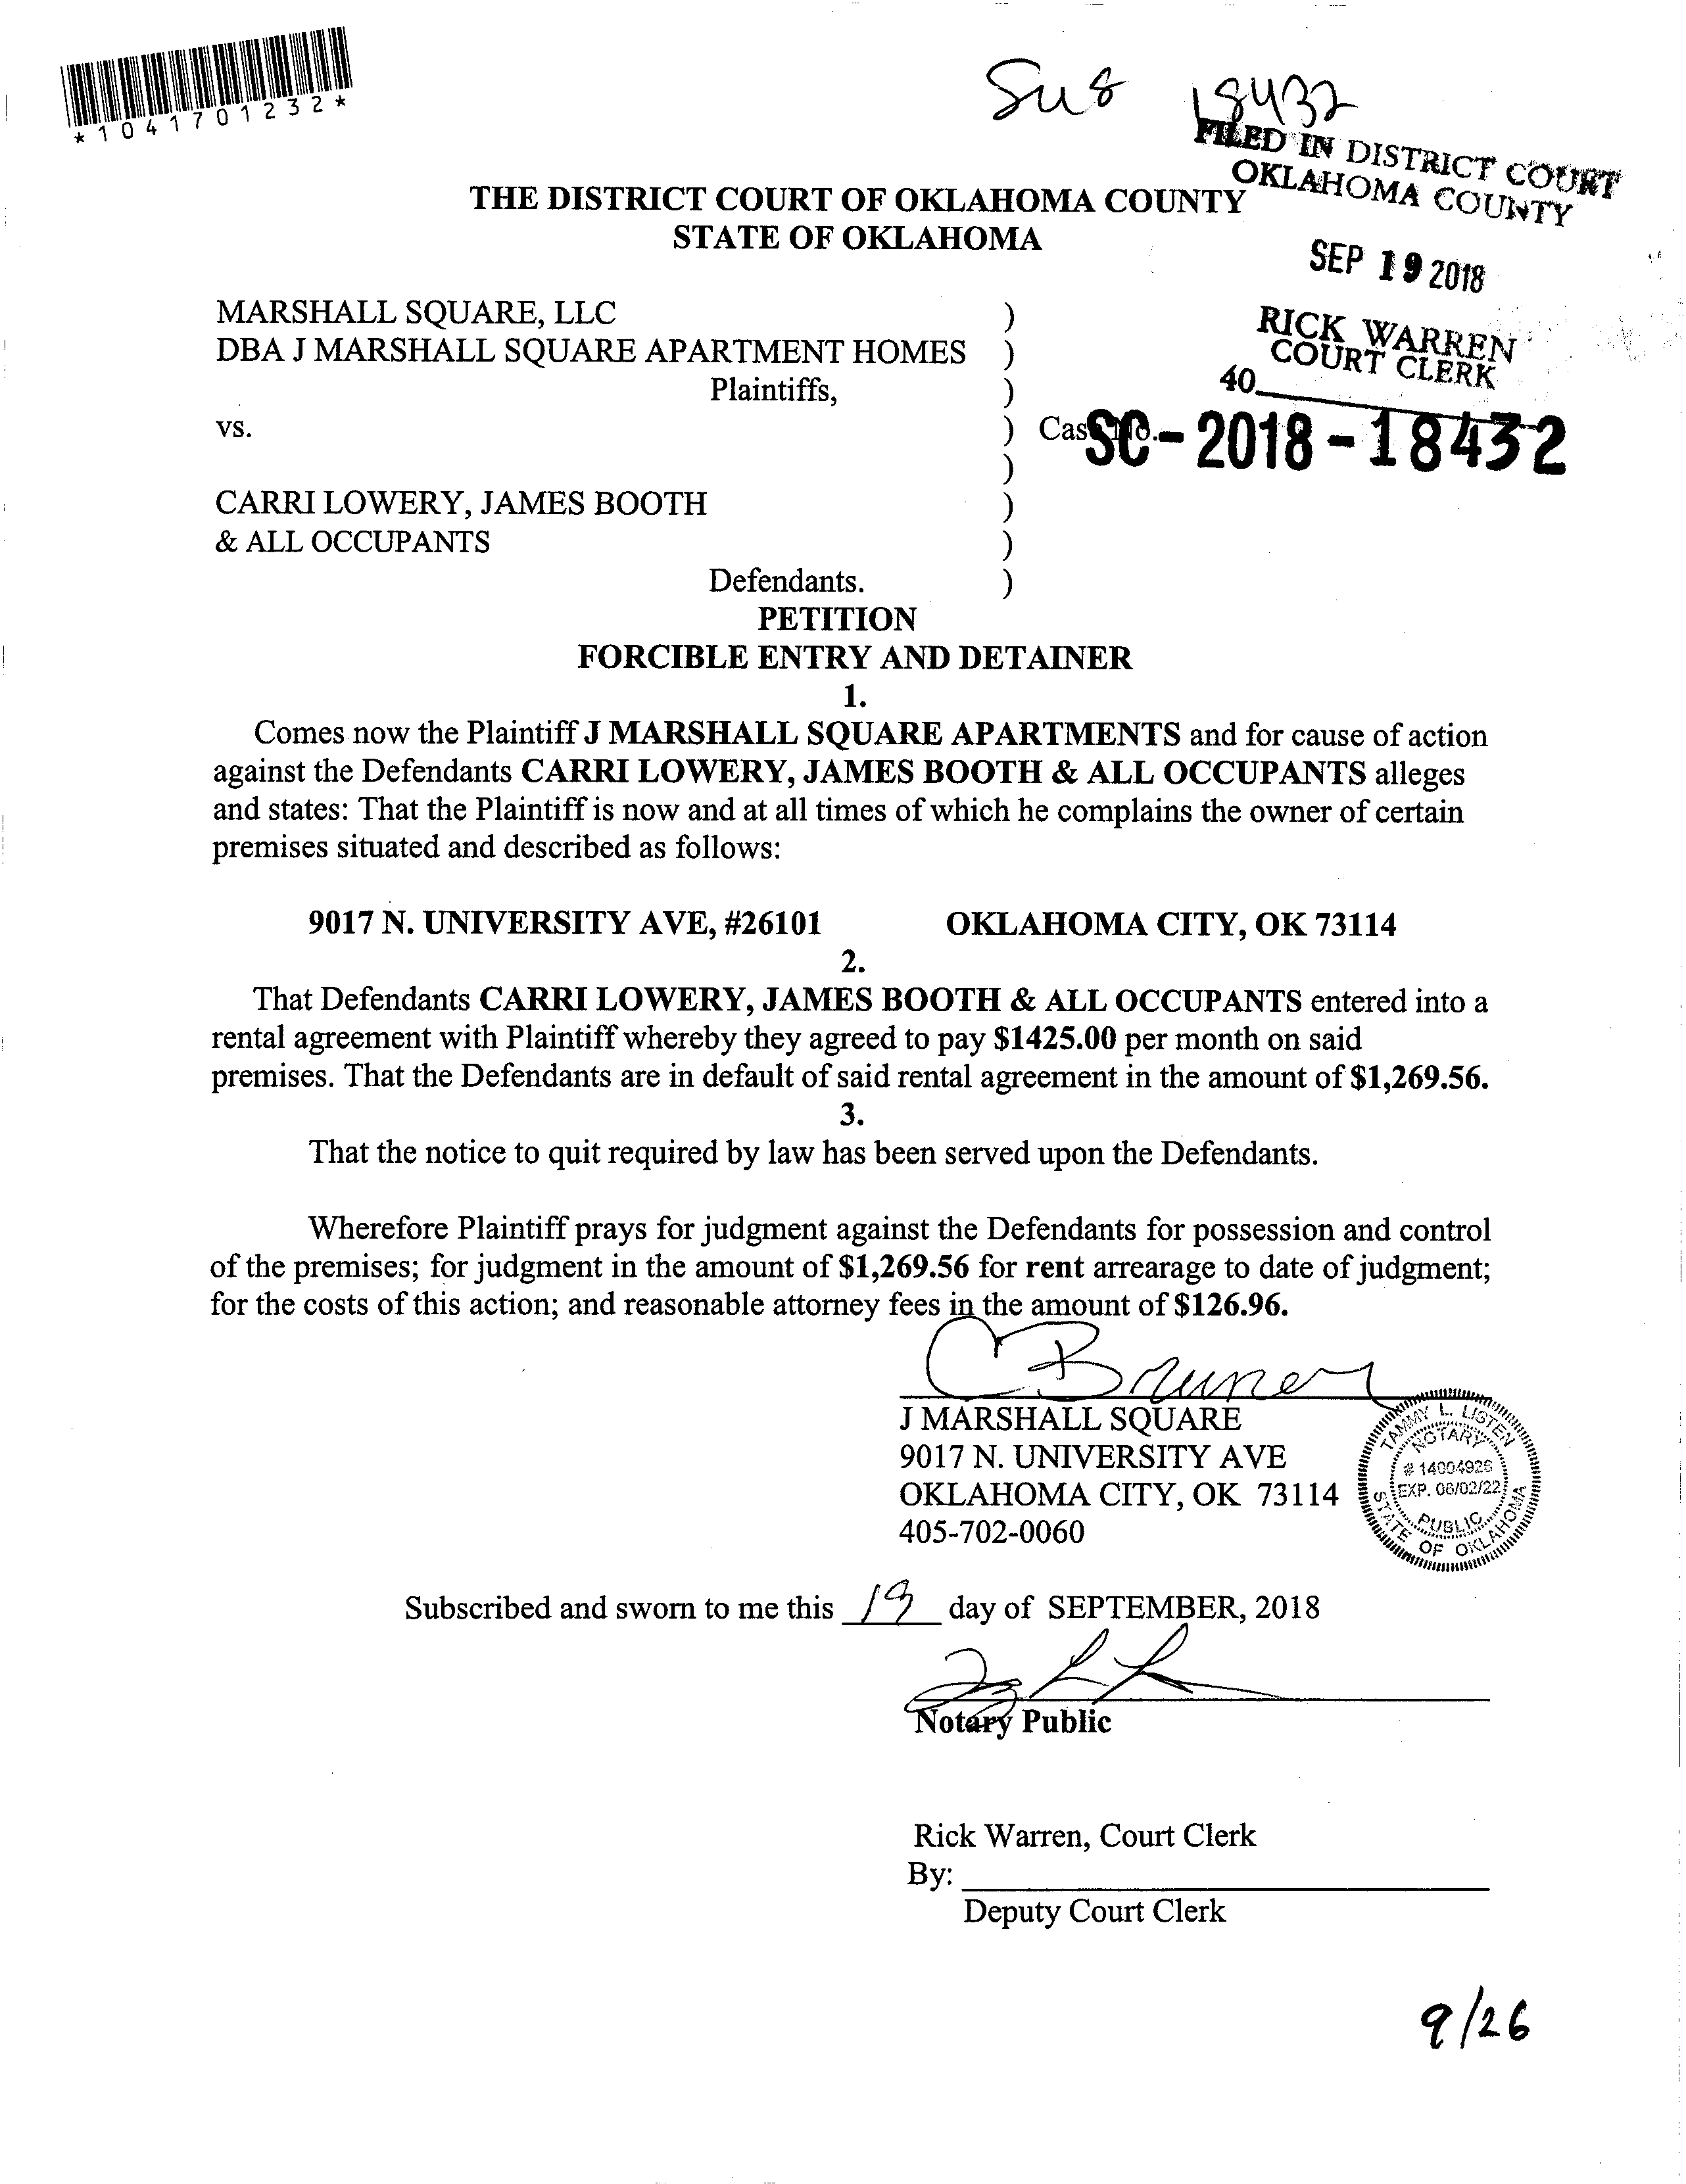 *1041701232*
Sus 18432
FILED IN DISTRICT COURT
OKLAHOMA COUNTY
THE DISTRICT COURT OF OKLAHOMA COUNTY
STATE OF OKLAHOMA
SEP 19 2018
RICK WARREN
COURT CLERK
40
MARSHALL SQUARE, LLC )
DBA J MARSHALL SQUARE APARTMENT HOMES )
Plaintiffs, )
vs. ) Case No. SC-2018-18432
)
CARRI LOWERY, JAMES BOOTH )
& ALL OCCUPANTS )
Defendants. )
PETITION
FORCIBLE ENTRY AND DETAINER
1.
Comes now the Plaintiff J MARSHALL SQUARE APARTMENTS and for cause of action
against the Defendants CARRI LOWERY, JAMES BOOTH & ALL OCCUPANTS alleges
and states: That the Plaintiff is now and at all times of which he complains the owner of certain
premises situated and described as follows:
9017 N. UNIVERSITY AVE, #26101 OKLAHOMA CITY, OK 73114
2.
That Defendants CARRI LOWERY, JAMES BOOTH & ALL OCCUPANTS entered into a
rental agreement with Plaintiff whereby they agreed to pay $1425.00 per month on said
premises. That the Defendants are in default of said rental agreement in the amount of $1,269.56.
3.
That the notice to quit required by law has been served upon the Defendants.
Wherefore Plaintiff prays for judgment against the Defendants for possession and control
of the premises; for judgment in the amount of $1,269.56 for rent arrearage to date of judgment;
for the costs of this action; and reasonable attorney fees in the amount of $126.96.
C Bruner
J MARSHALL SQUARE
9017 N. UNIVERSITY AVE
OKLAHOMA CITY, OK 73114
405-702-0060
TAMMY L. LISTEN
NOTARY
# 14004926
EXP. 06/02/22
PUBLIC
STATE OF OKLAHOMA
Subscribed and sworn to me this 19 day of SEPTEMBER, 2018
Notary Public
Rick Warren, Court Clerk
By:
Deputy Court Clerk
9/26